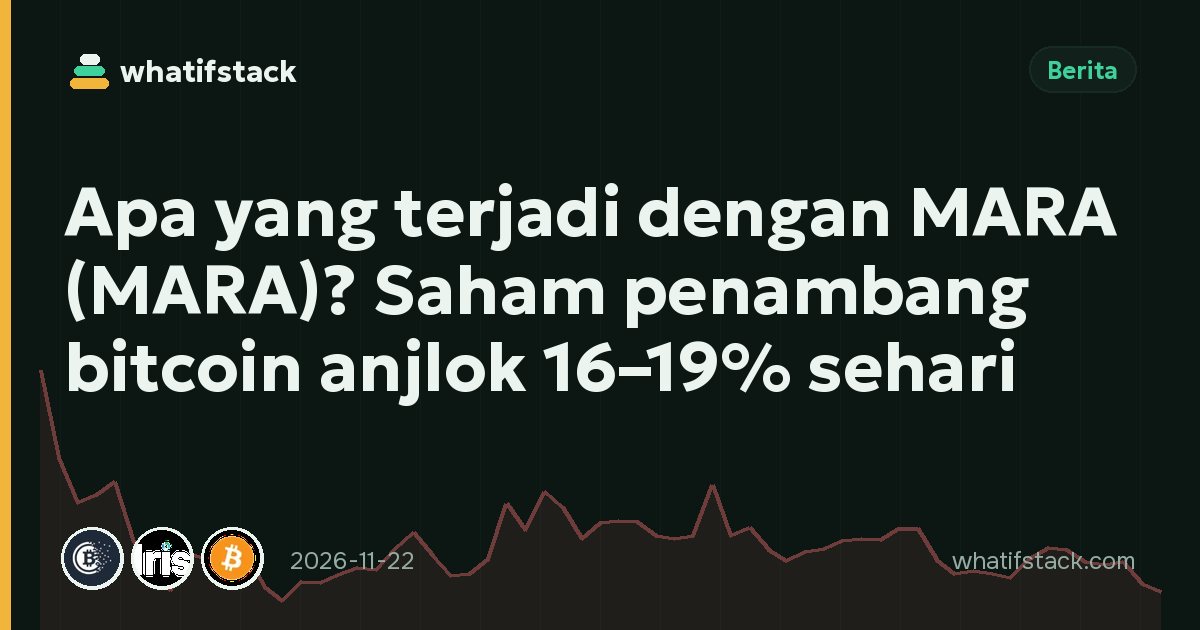 whatifstack
Berita
Apa yang terjadi dengan MARA
(MARA)? Saham penambang
bitcoin anjlok 16–19% sehari
Iris
2026-11-22
whatifstack.com